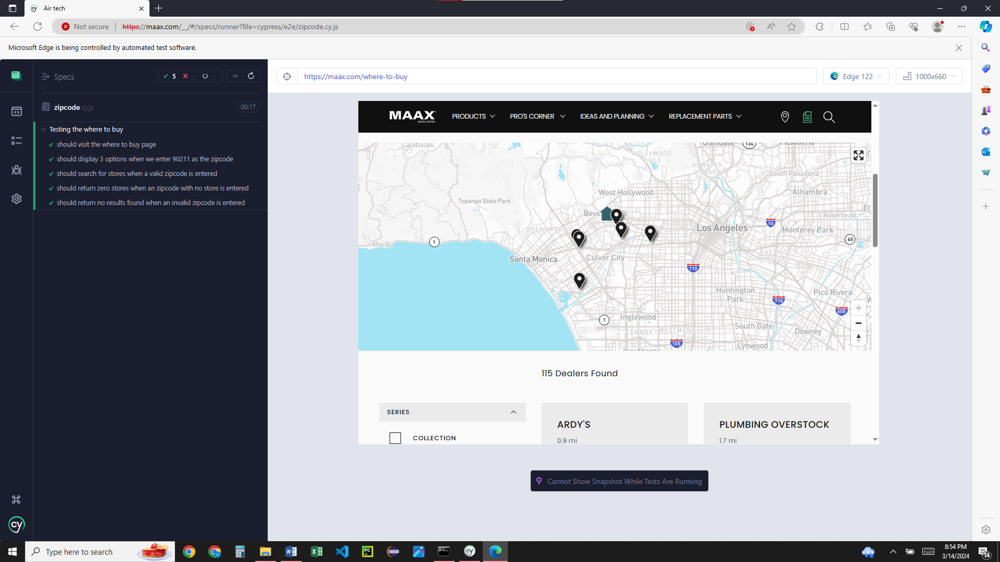 Air tech
Not secure
https://maax.com/__/#/specs/runner?file=cypress/e2e/zipcode.cy.js
Microsoft Edge is being controlled by automated test software.
Specs
5 -- --
zipcode.cy.js
00:17
Testing the where to buy
should visit the where to buy page
should display 3 options when we enter 90211 as the zipcode
should search for stores when a valid zipcode is entered
should return zero stores when an zipcode with no store is entered
should return no results found when an invalid zipcode is entered
cy
https://maax.com/where-to-buy
Edge 122
1000x660
MAAX
UNITED STATES
PRODUCTS
PRO'S CORNER
IDEAS AND PLANNING
REPLACEMENT PARTS
Calabasas
Glendale
134
Pasadena
HOLLYWOOD
HILLS
ATWATER
VILLAGE
South Pasadena
West Hollywood
Alhambra
Topanga State Park
Rosemead
BRENTWOOD
Los Angeles
10
Monterey Park
Malibu
1
60
Santa Monica
Culver City
EAST LOS
ANGELES
110
VENICE
Huntington
Park
Pico Rivera
710
605
Inglewood
1
South Gate
LENNOX
WESTMONT
Downey
105
Lynwood
Hawthorne
115 Dealers Found
SERIES
COLLECTION
ARDY'S
0.9 mi
PLUMBING OVERSTOCK
1.7 mi
Cannot Show Snapshot While Tests Are Running
Type here to search
8:54 PM
3/14/2024
14